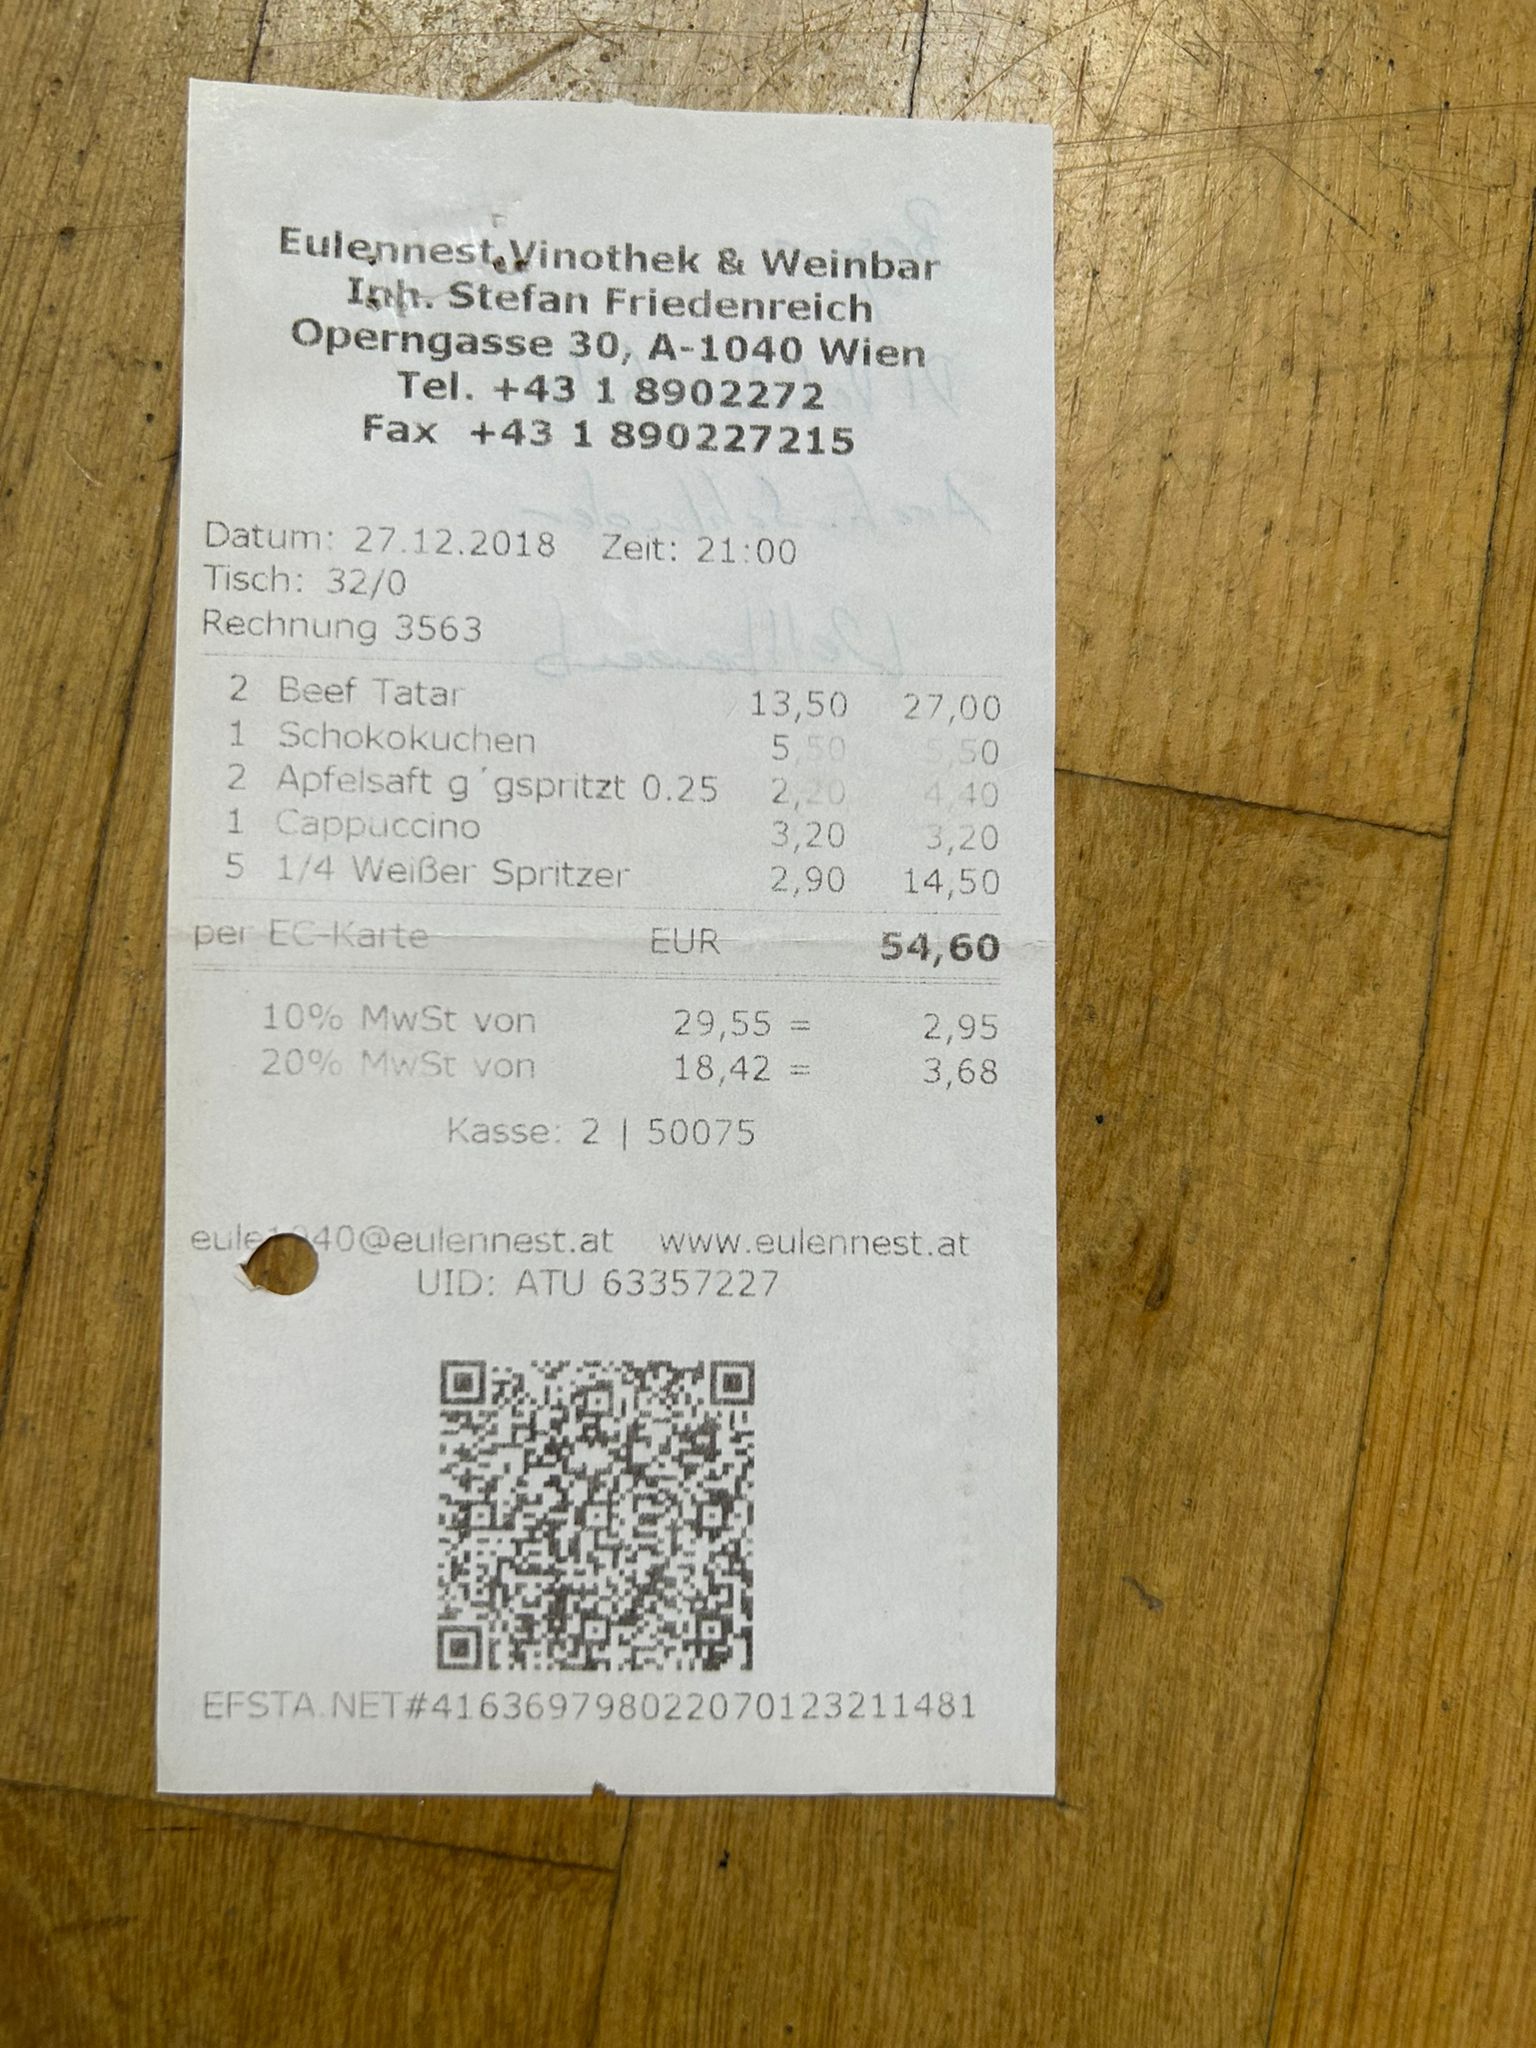 Eulennest Vinothek & Weinbar
Inh. Stefan Friedenreich
Operngasse 30, A-1040 Wien
Tel. +43 1 8902272
Fax +43 1 890227215
Datum: 27.12.2018 Zeit: 21:00
Tisch: 32/0
Rechnung 3563
2 Beef Tatar 13,50 27,00
1 Schokokuchen 5,50 5,50
2 Apfelsaft g´gspritzt 0.25 2,20 4,40
1 Cappuccino 3,20 3,20
5 1/4 Weißer Spritzer 2,90 14,50
per EC-Karte EUR 54,60
10% MwSt von 29,55 = 2,95
20% MwSt von 18,42 = 3,68
Kasse: 2 | 50075
eule1040@eulennest.at www.eulennest.at
UID: ATU 63357227
EFSTA.NET#416369798022070123211481